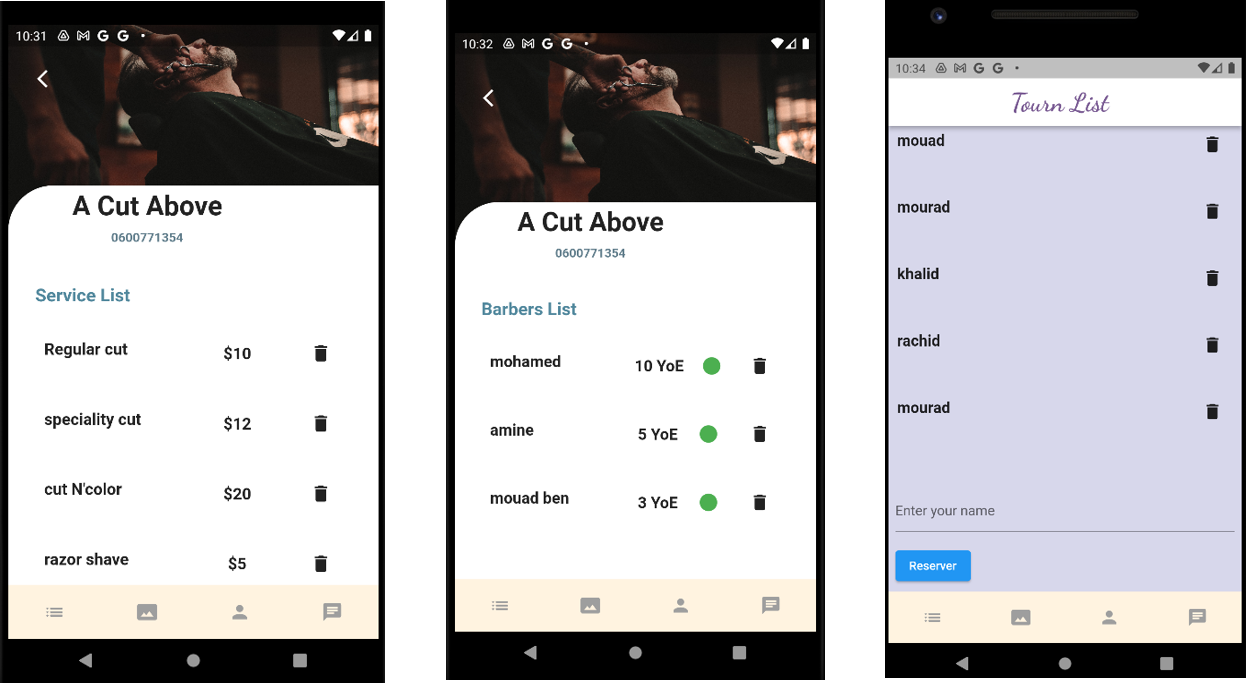 10:31
A Cut Above
0600771354
Service List
Regular cut $10
speciality cut $12
cut N'color $20
razor shave $5
10:32
A Cut Above
0600771354
Barbers List
mohamed 10 YoE
amine 5 YoE
mouad ben 3 YoE
10:34
Tourn List
mouad
mourad
khalid
rachid
mourad
Enter your name
Reserver